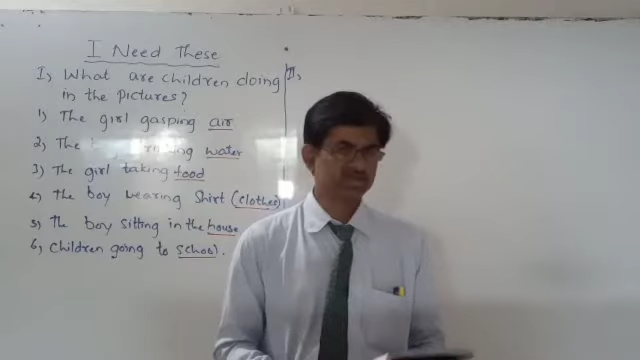 I Need These
I, What are children doing
in the pictures?
1) The girl gasping air
2, The water
3) The girl taking food
4, The boy wearing Shirt (clothes)
5, The boy sitting in the house
6, children going to school.
II,